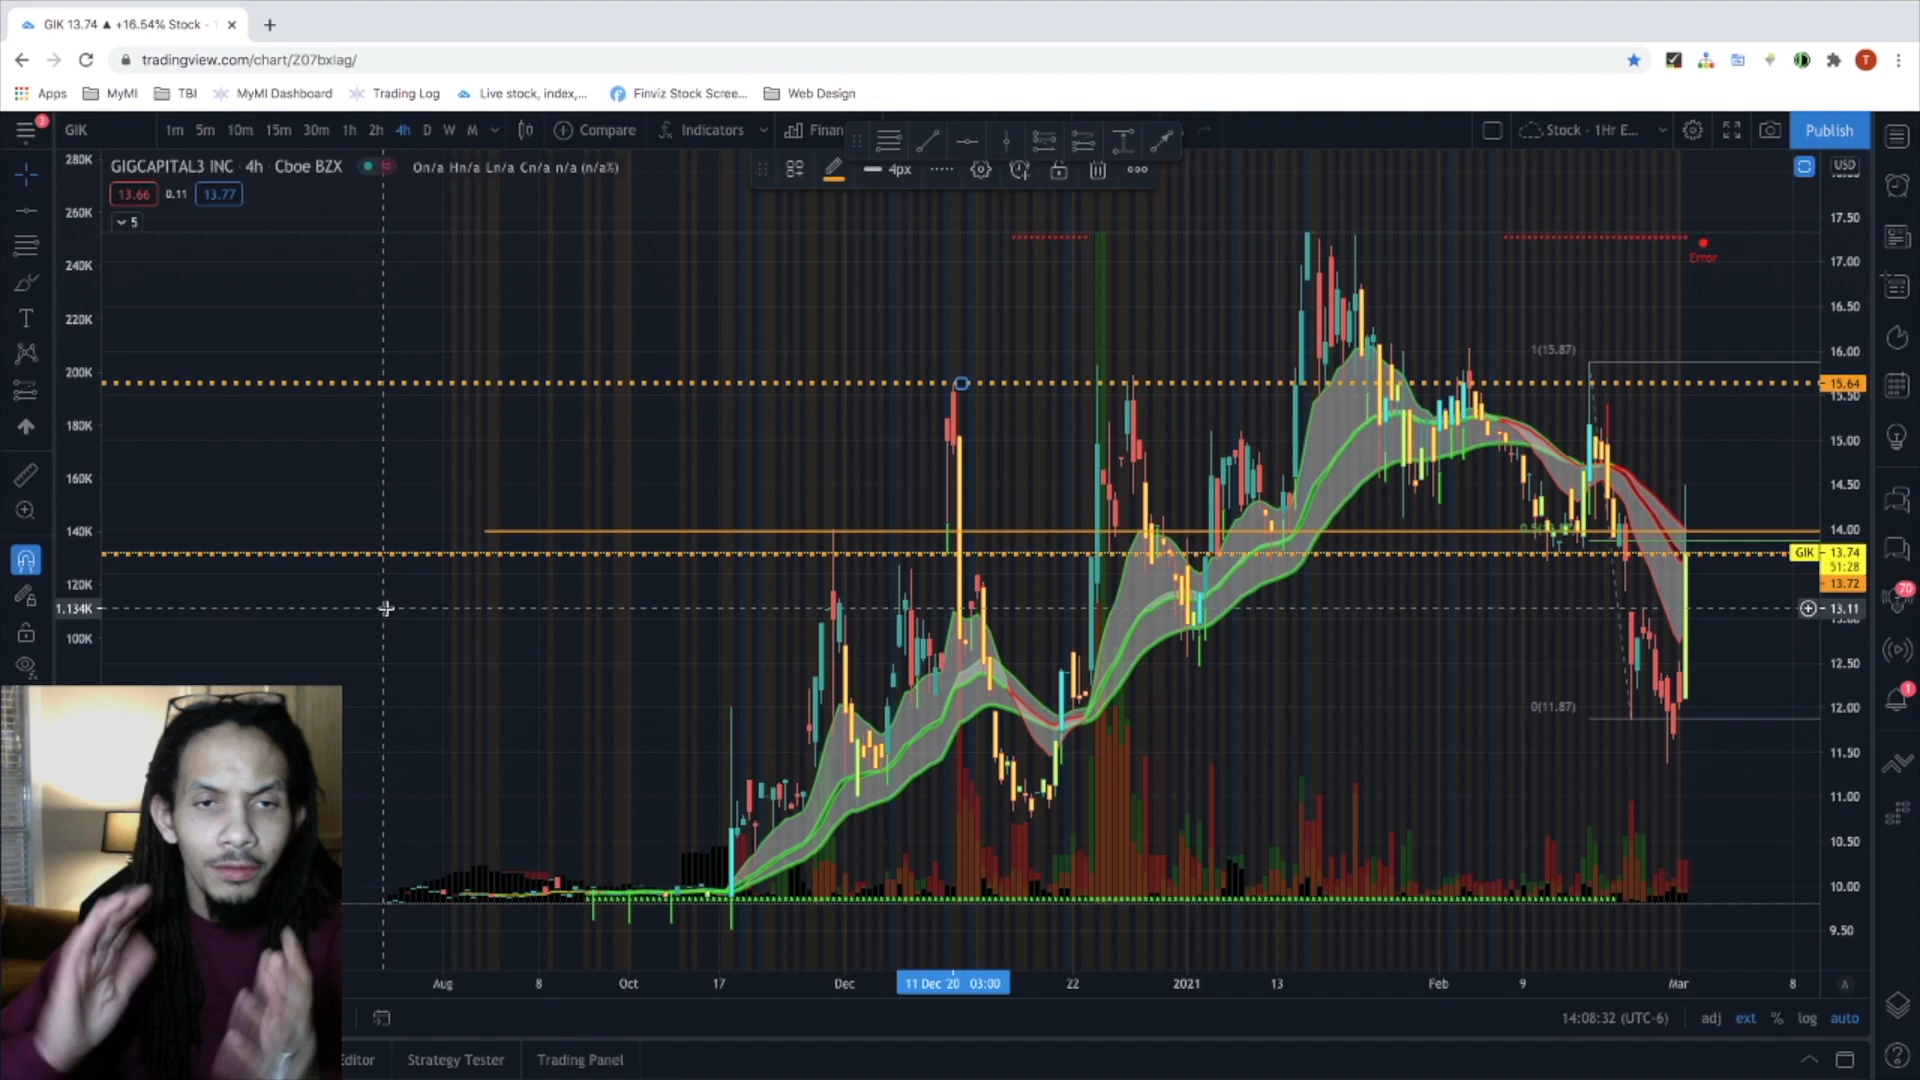 GIK 13.74 ▲ +16.54% Stock -
tradingview.com/chart/Z07bxlag/
T
Apps MyMI TBI MyMI Dashboard Trading Log Live stock, index,... Finviz Stock Scree... Web Design
3
GIK 1m 5m 10m 15m 30m 1h 2h 4h D W M Compare Indicators Finan Stock - 1Hr E... Publish
GIGCAPITAL3 INC · 4h · Cboe BZX On/a Hn/a Ln/a Cn/a n/a (n/a%)
4px
USD
13.66 0.11 13.77
5
280K
260K
240K
220K
200K
180K
160K
140K
120K
1.134K
100K
Error
1(15.87)
0(11.87)
17.50
17.00
16.50
16.00
15.64
15.50
15.00
14.50
14.00
GIK 13.74
51:28
13.72
13.11
12.50
12.00
11.50
11.00
10.50
10.00
9.50
70
1
Aug 8 Oct 17 Dec 11 Dec '20 03:00 22 2021 13 Feb 9 Mar 8 A
14:08:32 (UTC-6) adj ext % log auto
Editor Strategy Tester Trading Panel